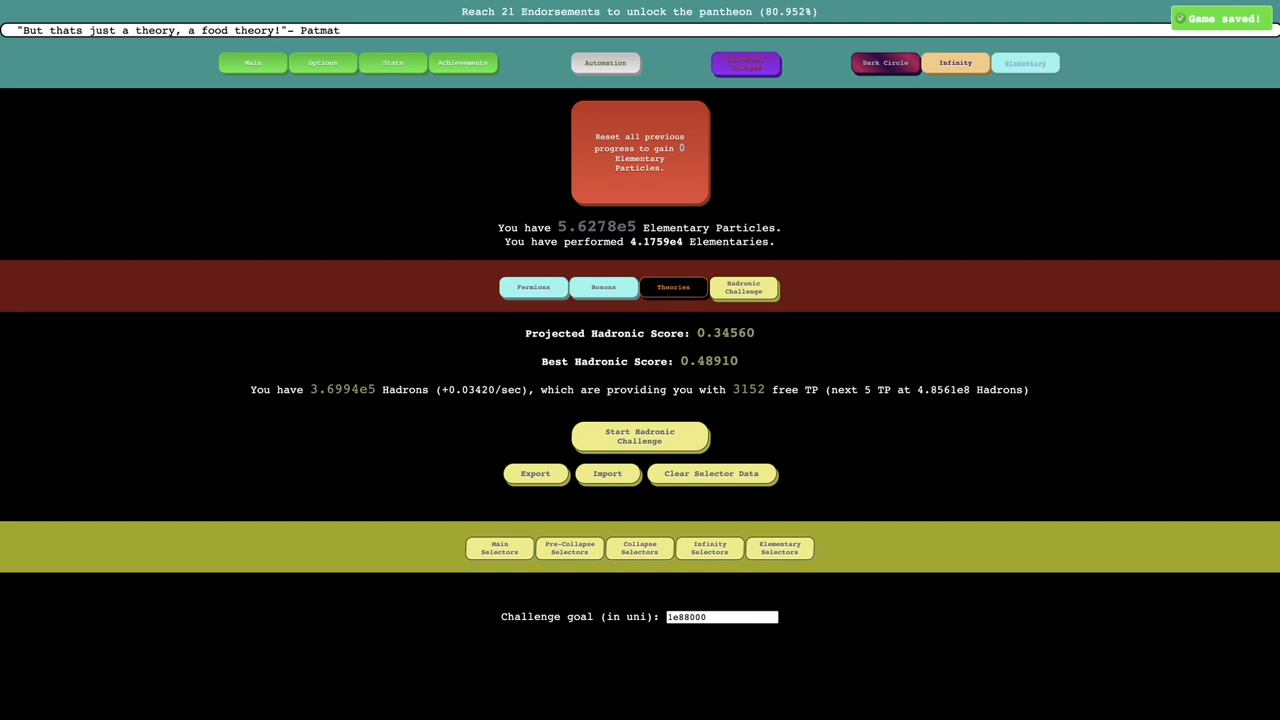 Reach 21 Endorsements to unlock the pantheon (80.952%)
Game saved!
"But thats just a theory, a food theory!"- Patmat
Main
Options
Stats
Achievements
Automation
Dark Circle
Infinity
Elementary
Reset all previous
progress to gain 0
Elementary
Particles.
You have 5.6278e5 Elementary Particles.
You have performed 4.1759e4 Elementaries.
Fermions
Bosons
Theories
Hadronic
Challenge
Projected Hadronic Score: 0.34560
Best Hadronic Score: 0.48910
You have 3.6994e5 Hadrons (+0.03420/sec), which are providing you with 3152 free TP (next 5 TP at 4.8561e8 Hadrons)
Start Hadronic
Challenge
Export
Import
Clear Selector Data
Main
Selectors
Pre-Collapse
Selectors
Collapse
Selectors
Infinity
Selectors
Elementary
Selectors
Challenge goal (in uni): 1e88000